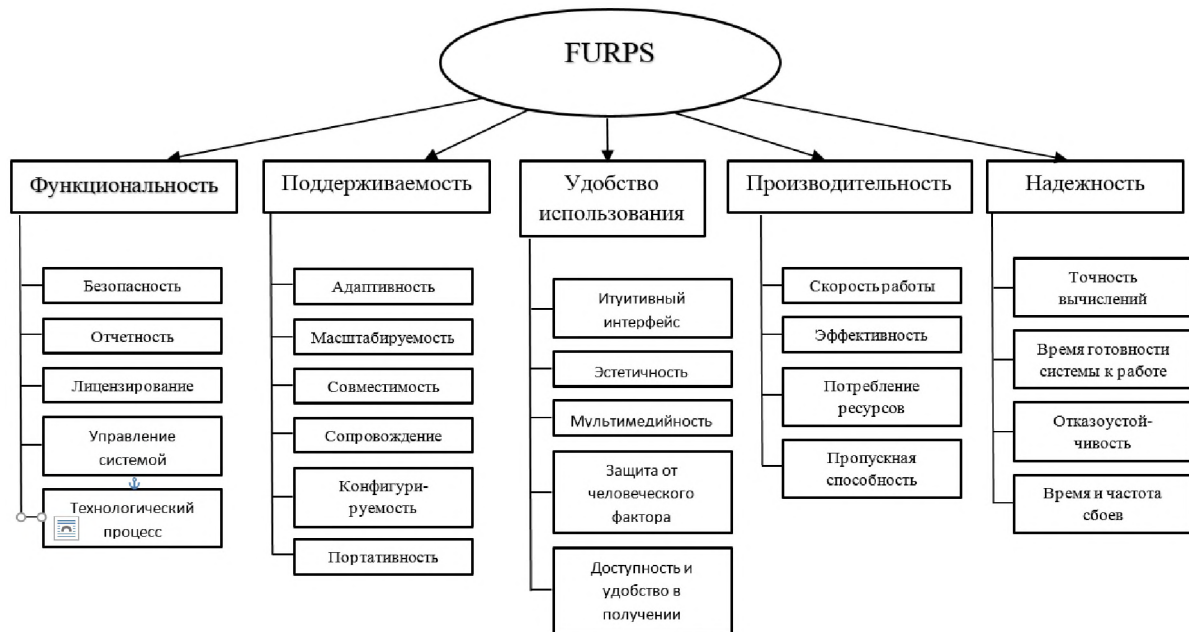 FURPS
Функциональность
Безопасность
Отчетность
Лицензирование
Управление
системой
Технологический
процесс
Поддерживаемость
Адаптивность
Масштабируемость
Совместимость
Сопровождение
Конфигури-
руемость
Портативность
Удобство
использования
Итуитивный
интерфейс
Эстетичность
Мультимедийность
Защита от
человеческого
фактора
Доступность и
удобство в
получении
Производительность
Скорость работы
Эффективность
Потребление
ресурсов
Пропускная
способность
Надежность
Точность
вычислений
Время готовности
системы к работе
Отказоустой-
чивость
Время и частота
сбоев